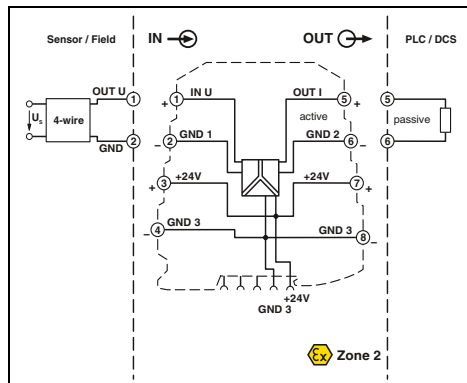 Sensor / Field
IN
OUT
PLC / DCS
OUT U
1
1
IN U
OUT I
5
5
+
+
Us
4-wire
active
passive
GND
2
2
GND 1
GND 2
6
6
−
−
3
+24V
+24V
7
+
+
4
GND 3
GND 3
8
−
−
+24V
GND 3
Ex Zone 2